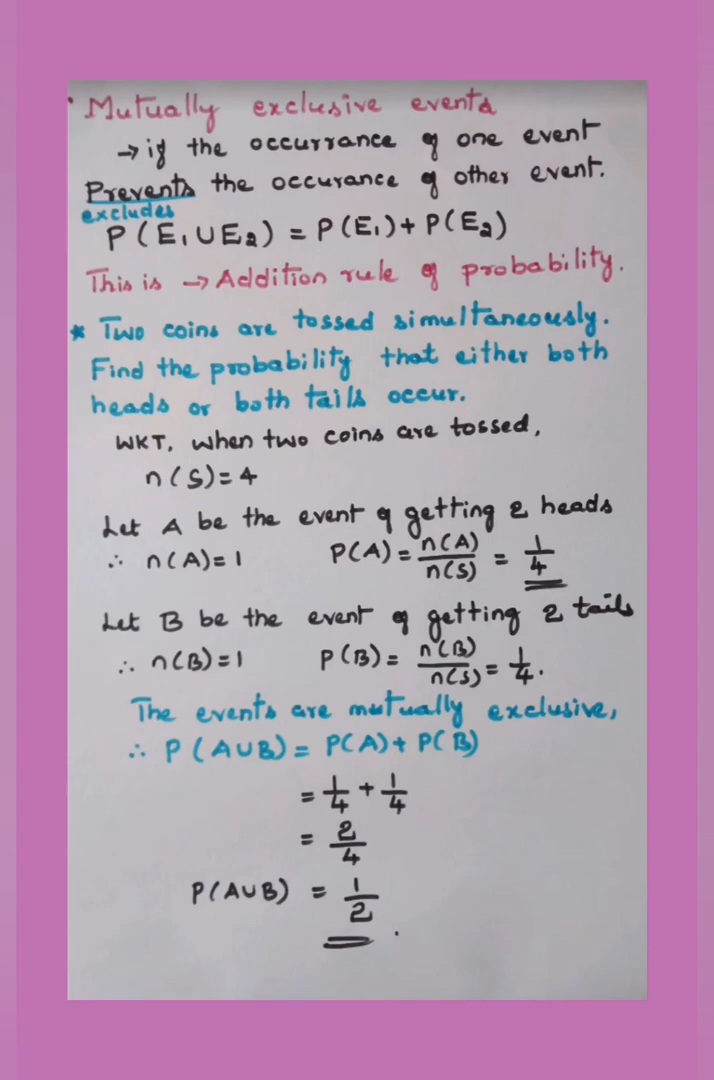 • Mutually exclusive events
→ if the occurrance of one event
Prevents the occurance of other event.
excludes
P(E₁∪E₂) = P(E₁)+ P(E₂)
This is → Addition rule of probability.
* Two coins are tossed simultaneously.
Find the probability that either both
heads or both tails occur.
WKT, when two coins are tossed,
n(S)=4
Let A be the event of getting 2 heads
∴ n(A)=1 P(A)= n(A)/n(S) = 1/4
Let B be the event of getting 2 tails
∴ n(B)=1 P(B)= n(B)/n(S) = 1/4.
The events are mutually exclusive,
∴ P(A∪B)= P(A)+ P(B)
= 1/4 + 1/4
= 2/4
P(A∪B) = 1/2.